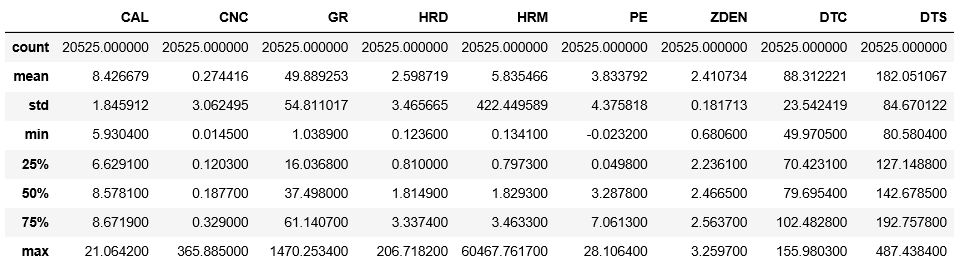 CAL CNC GR HRD HRM PE ZDEN DTC DTS
count 20525.000000 20525.000000 20525.000000 20525.000000 20525.000000 20525.000000 20525.000000 20525.000000 20525.000000
mean 8.426679 0.274416 49.889253 2.598719 5.835466 3.833792 2.410734 88.312221 182.051067
std 1.845912 3.062495 54.811017 3.465665 422.449589 4.375818 0.181713 23.542419 84.670122
min 5.930400 0.014500 1.038900 0.123600 0.134100 -0.023200 0.680600 49.970500 80.580400
25% 6.629100 0.120300 16.036800 0.810000 0.797300 0.049800 2.236100 70.423100 127.148800
50% 8.578100 0.187700 37.498000 1.814900 1.829300 3.287800 2.466500 79.695400 142.678500
75% 8.671900 0.329000 61.140700 3.337400 3.463300 7.061300 2.563700 102.482800 192.757800
max 21.064200 365.885000 1470.253400 206.718200 60467.761700 28.106400 3.259700 155.980300 487.438400